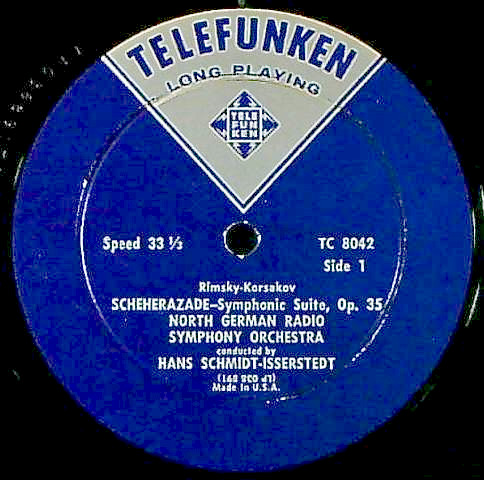 TELEFUNKEN
LONG PLAYING
TELE
FUN
KEN
Speed 33 ⅓
TC 8042
Side 1
Rimsky-Korsakov
SCHEHERAZADE—Symphonic Suite, Op. 35
NORTH GERMAN RADIO
SYMPHONY ORCHESTRA
conducted by
HANS SCHMIDT-ISSERSTEDT
Made in U.S.A.